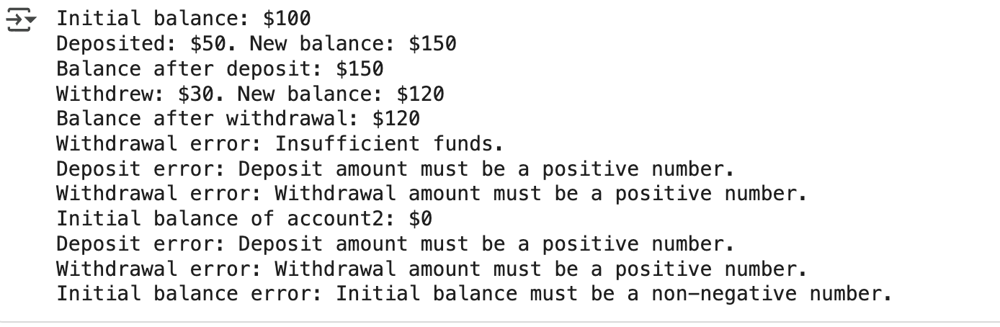 Initial balance: $100
Deposited: $50. New balance: $150
Balance after deposit: $150
Withdrew: $30. New balance: $120
Balance after withdrawal: $120
Withdrawal error: Insufficient funds.
Deposit error: Deposit amount must be a positive number.
Withdrawal error: Withdrawal amount must be a positive number.
Initial balance of account2: $0
Deposit error: Deposit amount must be a positive number.
Withdrawal error: Withdrawal amount must be a positive number.
Initial balance error: Initial balance must be a non-negative number.